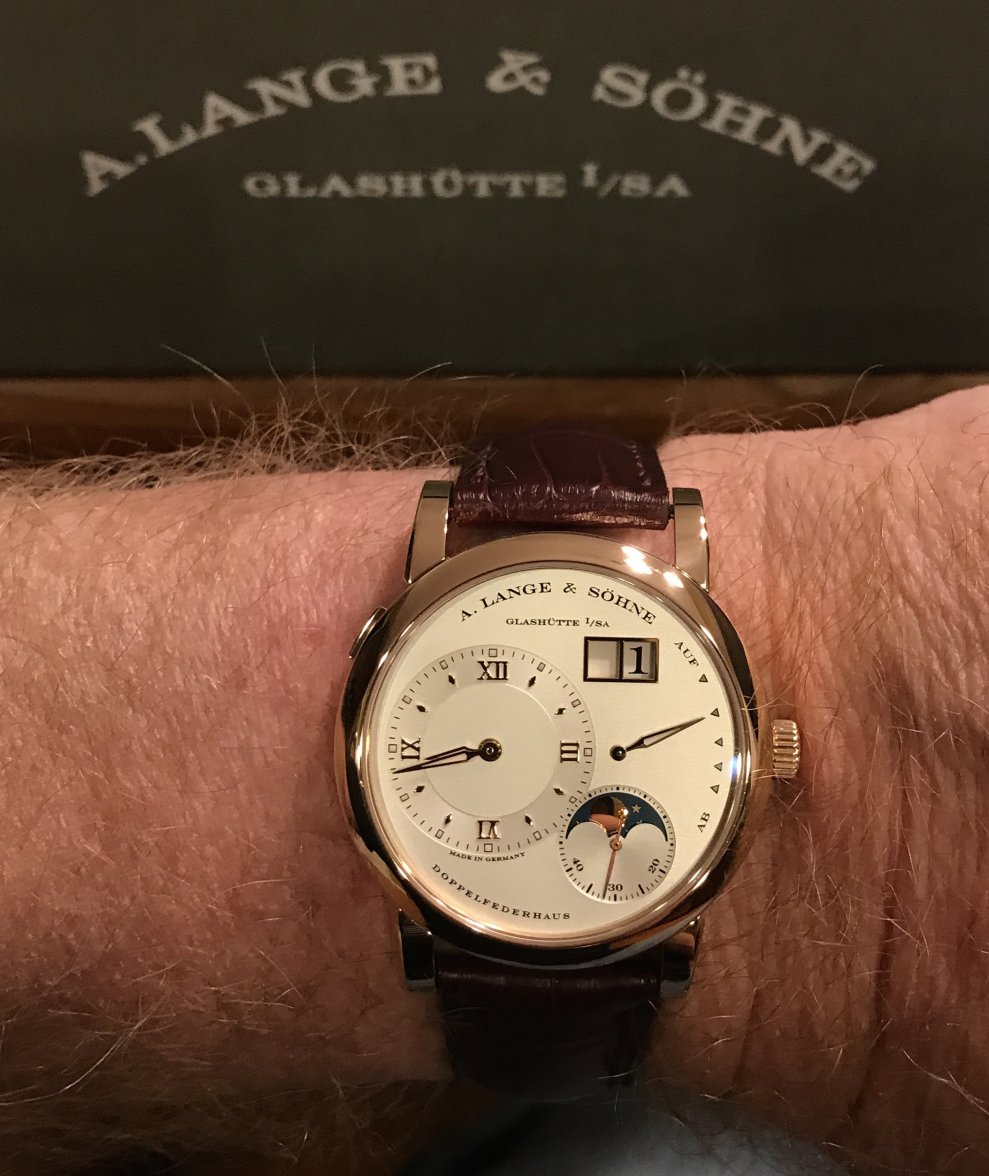 A. LANGE & SÖHNE
GLASHÜTTE I/SA
A. LANGE & SÖHNE
GLASHÜTTE I/SA
1
AUF
XII
IX
III
VI
AB
MADE IN GERMANY
40
30
20
DOPPELFEDERHAUS